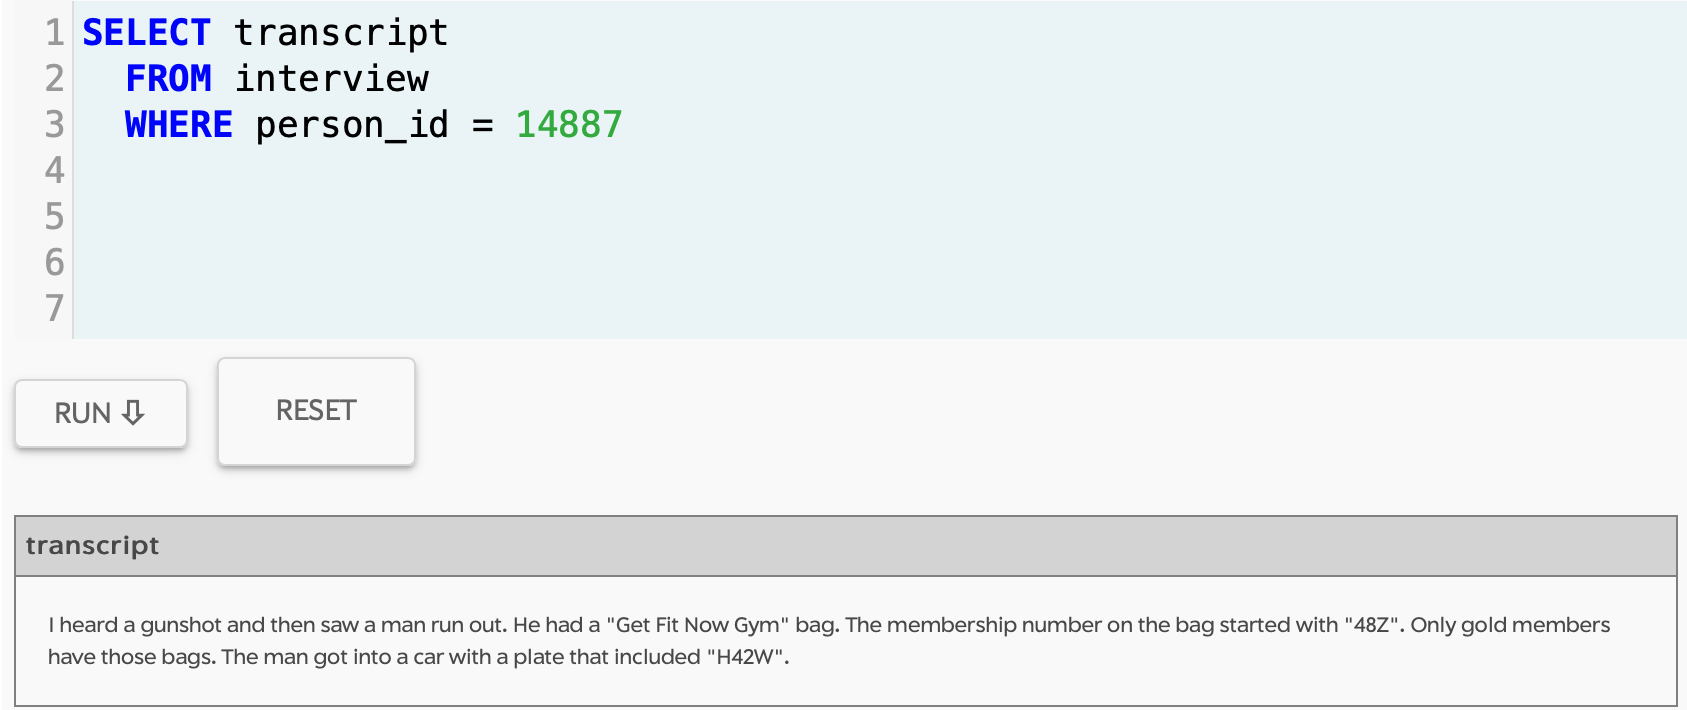 1 SELECT transcript
2   FROM interview
3   WHERE person_id = 14887
4
5
6
7
RUN ⇩
RESET
transcript
I heard a gunshot and then saw a man run out. He had a "Get Fit Now Gym" bag. The membership number on the bag started with "48Z". Only gold members
have those bags. The man got into a car with a plate that included "H42W".